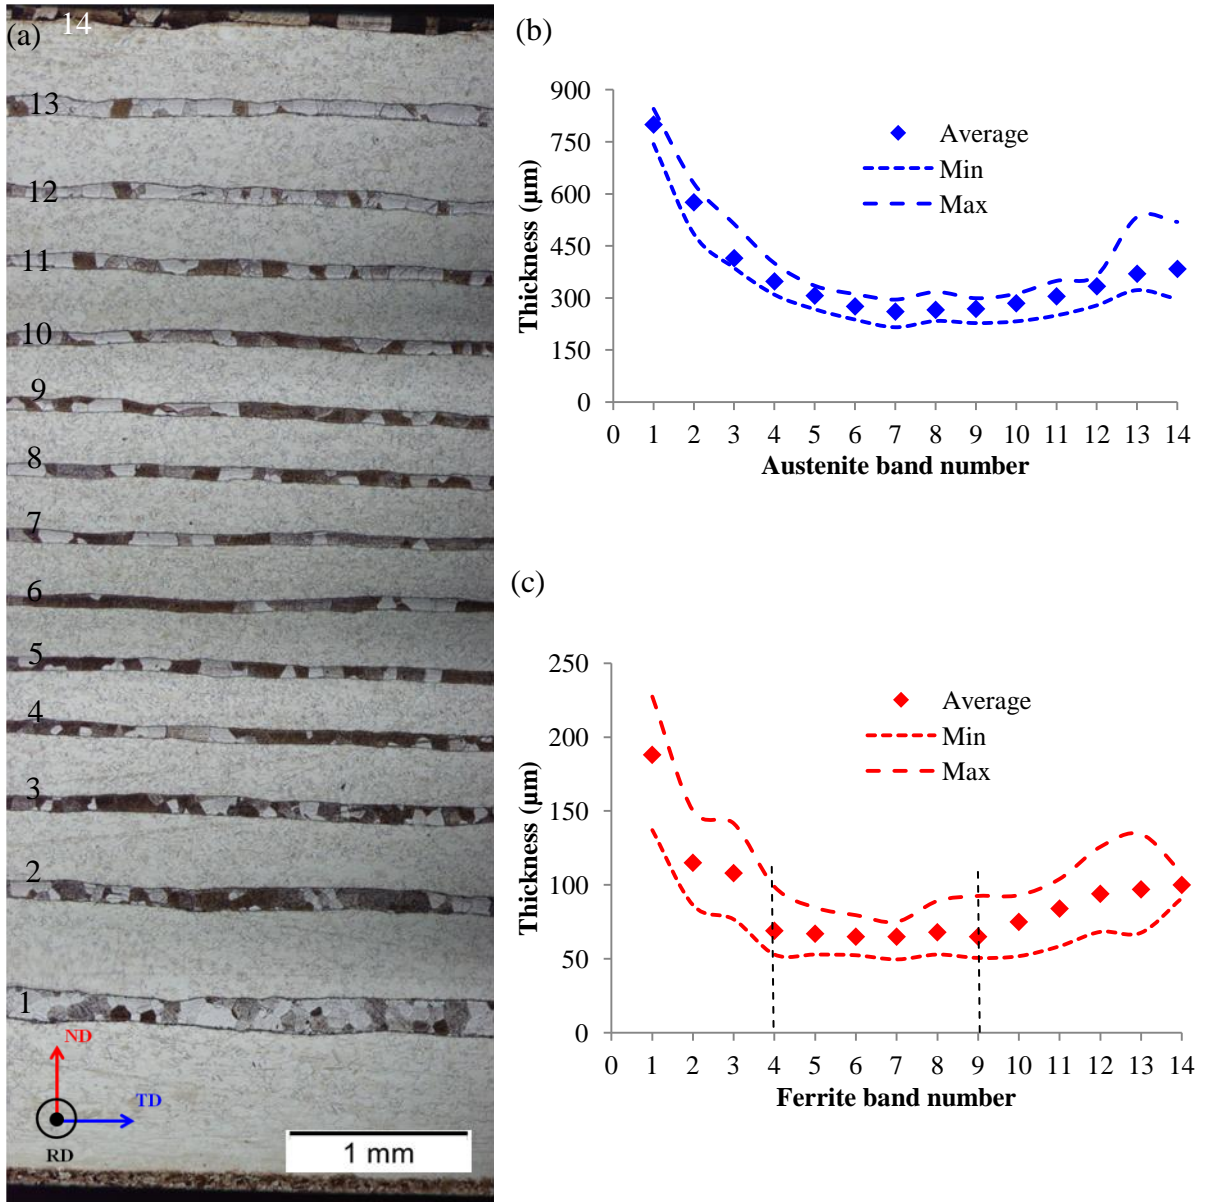 (a)
14
13
12
11
10
9
8
7
6
5
4
3
2
1
ND
TD
RD
1 mm
(b)
900
750
600
450
300
150
0
Thickness (µm)
Average
Min
Max
0 1 2 3 4 5 6 7 8 9 10 11 12 13 14
Austenite band number
(c)
250
200
150
100
50
0
Thickness (µm)
Average
Min
Max
0 1 2 3 4 5 6 7 8 9 10 11 12 13 14
Ferrite band number